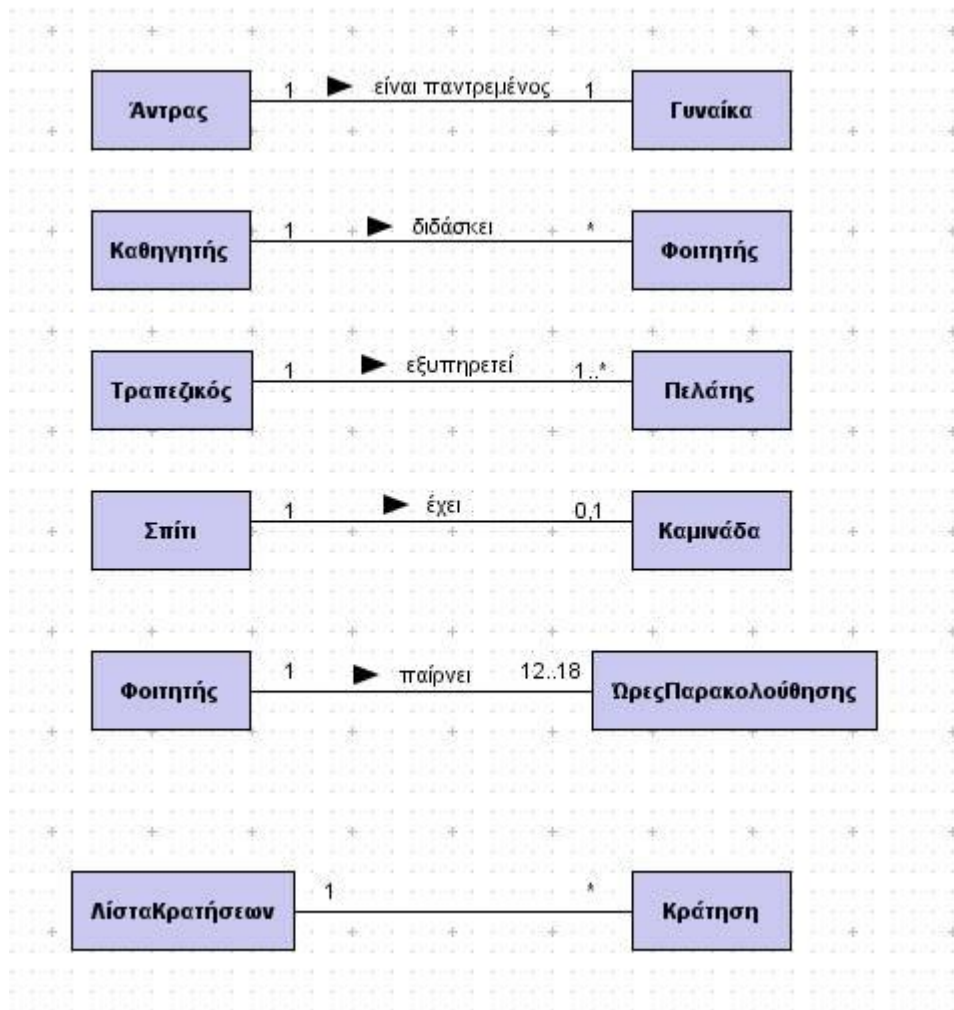 Άντρας 1 είναι παντρεμένος 1 Γυναίκα
Καθηγητής 1 διδάσκει * Φοιτητής
Τραπεζικός 1 εξυπηρετεί 1..* Πελάτης
Σπίτι 1 έχει 0,1 Καμινάδα
Φοιτητής 1 παίρνει 12..18 ΏρεςΠαρακολούθησης
ΛίσταΚρατήσεων 1 * Κράτηση